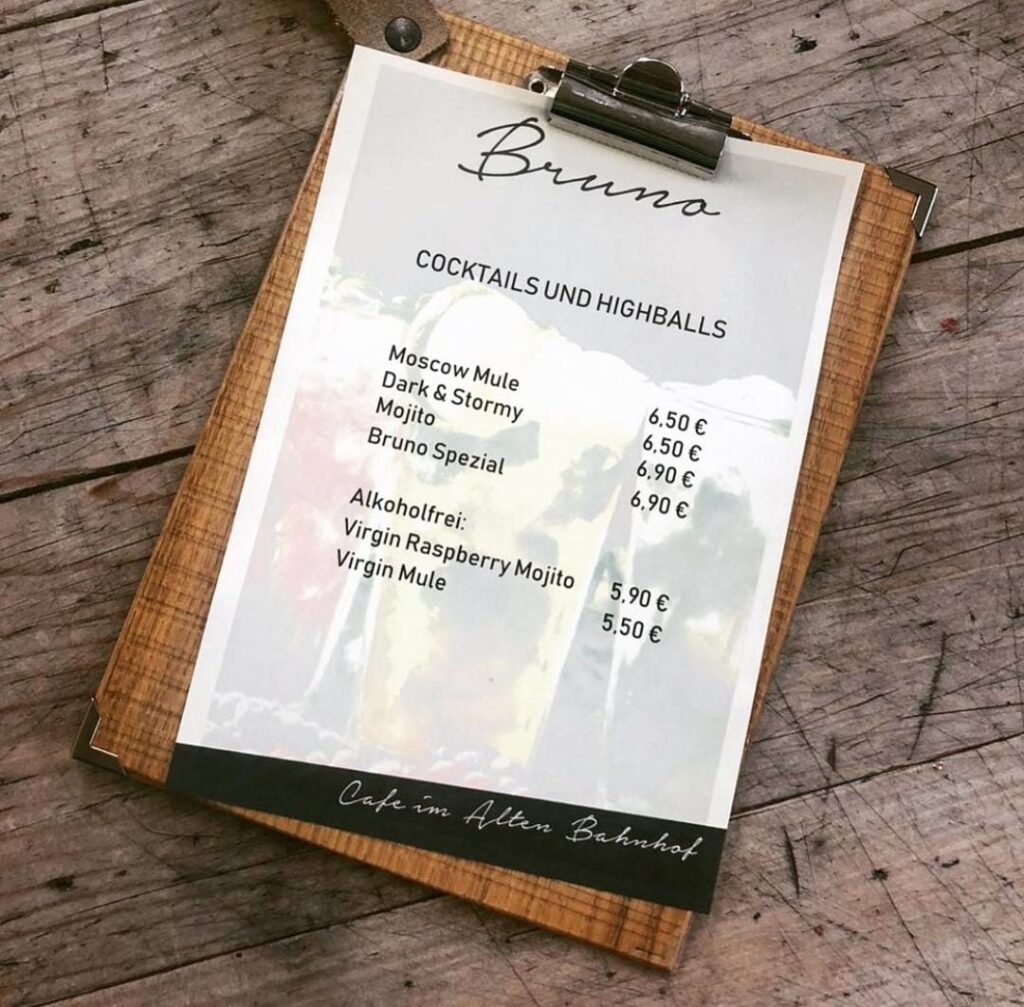 Bruno
COCKTAILS UND HIGHBALLS
Moscow Mule 6,50 €
Dark & Stormy 6,50 €
Mojito 6,90 €
Bruno Spezial 6,90 €
Alkoholfrei:
Virgin Raspberry Mojito 5,90 €
Virgin Mule 5,50 €
Cafe im Alten Bahnhof